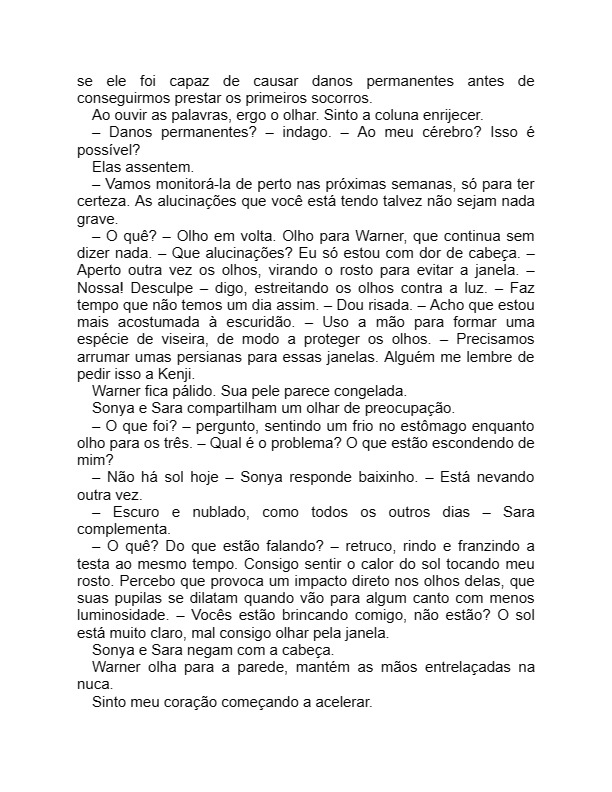 se ele foi capaz de causar danos permanentes antes de
conseguirmos prestar os primeiros socorros.
Ao ouvir as palavras, ergo o olhar. Sinto a coluna enrijecer.
– Danos permanentes? – indago. – Ao meu cérebro? Isso é
possível?
Elas assentem.
– Vamos monitorá-la de perto nas próximas semanas, só para ter
certeza. As alucinações que você está tendo talvez não sejam nada
grave.
– O quê? – Olho em volta. Olho para Warner, que continua sem
dizer nada. – Que alucinações? Eu só estou com dor de cabeça. –
Aperto outra vez os olhos, virando o rosto para evitar a janela. –
Nossa! Desculpe – digo, estreitando os olhos contra a luz. – Faz
tempo que não temos um dia assim. – Dou risada. – Acho que estou
mais acostumada à escuridão. – Uso a mão para formar uma
espécie de viseira, de modo a proteger os olhos. – Precisamos
arrumar umas persianas para essas janelas. Alguém me lembre de
pedir isso a Kenji.
Warner fica pálido. Sua pele parece congelada.
Sonya e Sara compartilham um olhar de preocupação.
– O que foi? – pergunto, sentindo um frio no estômago enquanto
olho para os três. – Qual é o problema? O que estão escondendo de
mim?
– Não há sol hoje – Sonya responde baixinho. – Está nevando
outra vez.
– Escuro e nublado, como todos os outros dias – Sara
complementa.
– O quê? Do que estão falando? – retruco, rindo e franzindo a
testa ao mesmo tempo. Consigo sentir o calor do sol tocando meu
rosto. Percebo que provoca um impacto direto nos olhos delas, que
suas pupilas se dilatam quando vão para algum canto com menos
luminosidade. – Vocês estão brincando comigo, não estão? O sol
está muito claro, mal consigo olhar pela janela.
Sonya e Sara negam com a cabeça.
Warner olha para a parede, mantém as mãos entrelaçadas na
nuca.
Sinto meu coração começando a acelerar.